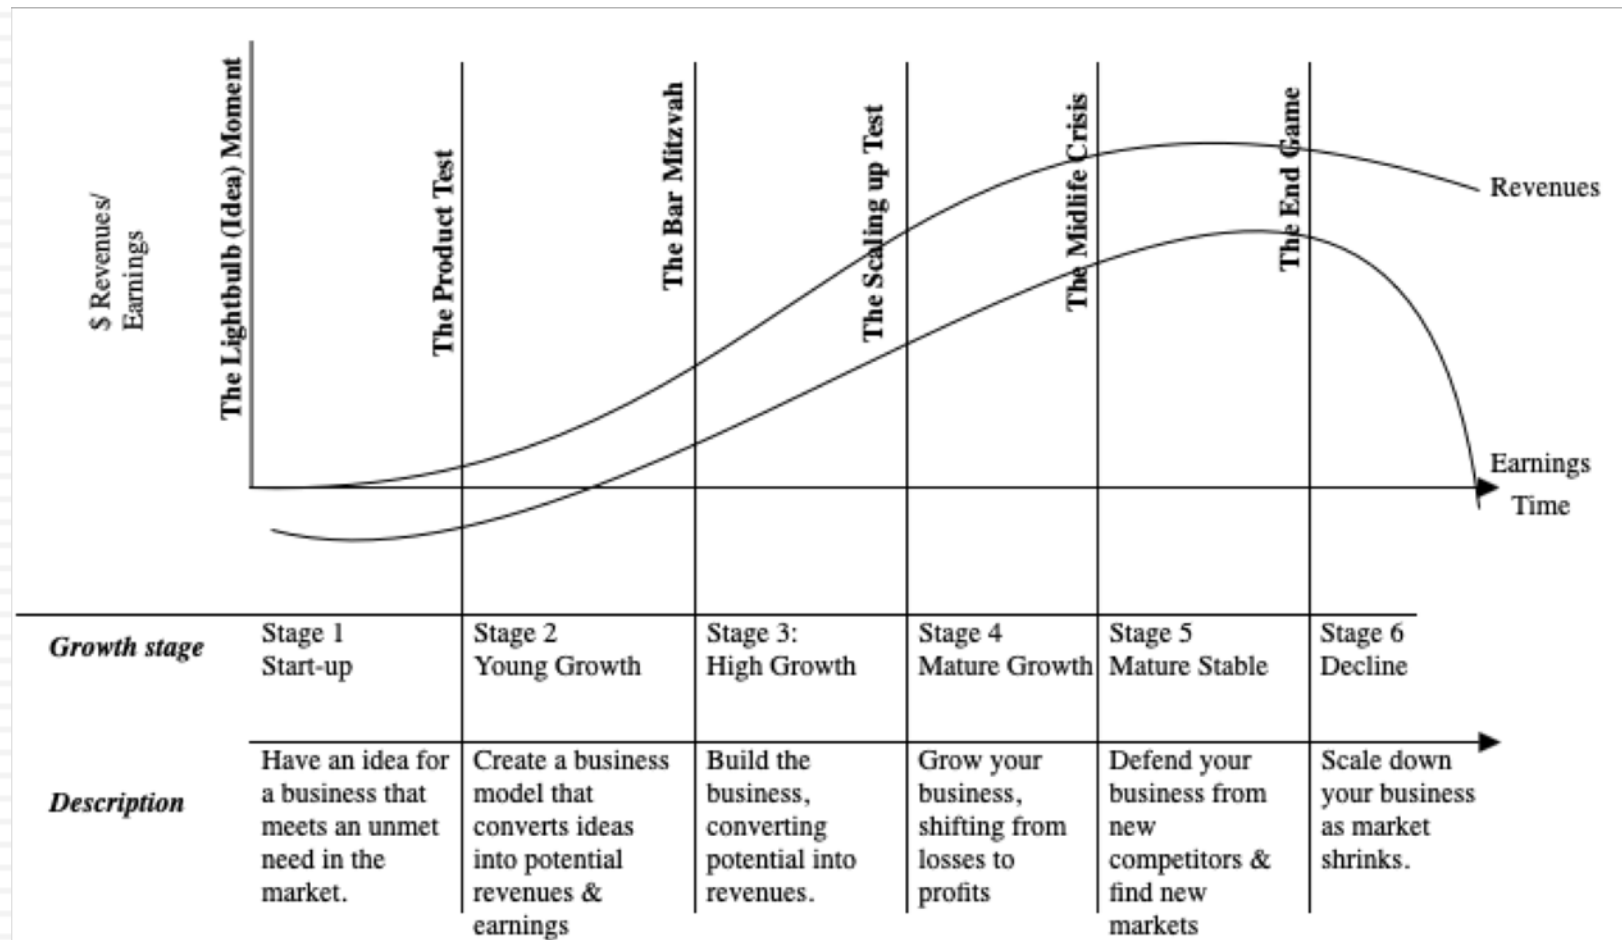 $ Revenues/
Earnings
The Lightbulb (Idea) Moment
The Product Test
The Bar Mitzvah
The Scaling up Test
The Midlife Crisis
The End Game
Revenues
Earnings
Time
Growth stage
Stage 1
Start-up
Stage 2
Young Growth
Stage 3:
High Growth
Stage 4
Mature Growth
Stage 5
Mature Stable
Stage 6
Decline
Description
Have an idea for
a business that
meets an unmet
need in the
market.
Create a business
model that
converts ideas
into potential
revenues &
earnings
Build the
business,
converting
potential into
revenues.
Grow your
business,
shifting from
losses to
profits
Defend your
business from
new
competitors &
find new
markets
Scale down
your business
as market
shrinks.